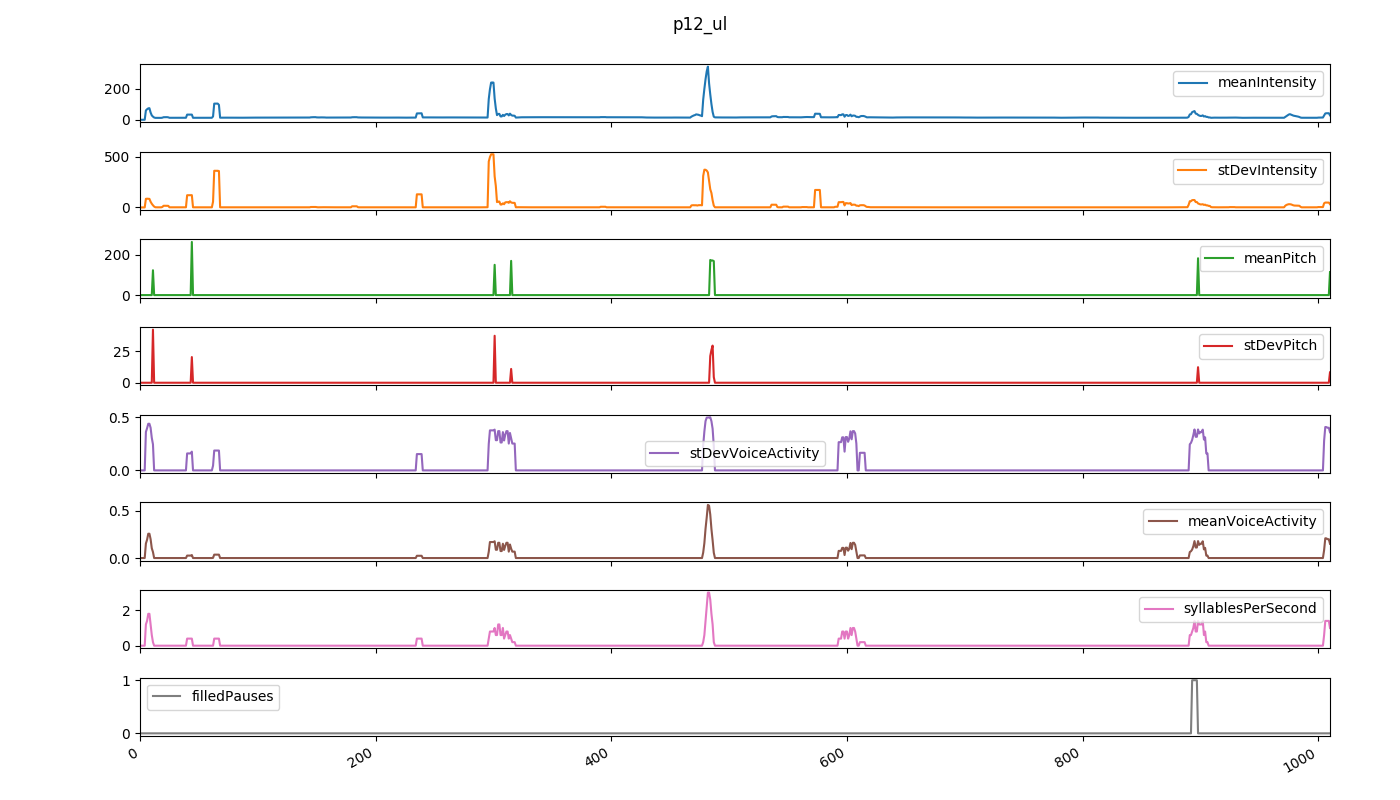 p12_ul
200
0
meanIntensity
500
0
stDevIntensity
200
0
meanPitch
25
0
stDevPitch
0.5
0.0
stDevVoiceActivity
0.5
0.0
meanVoiceActivity
2
0
syllablesPerSecond
1
0
filledPauses
0 200 400 600 800 1000